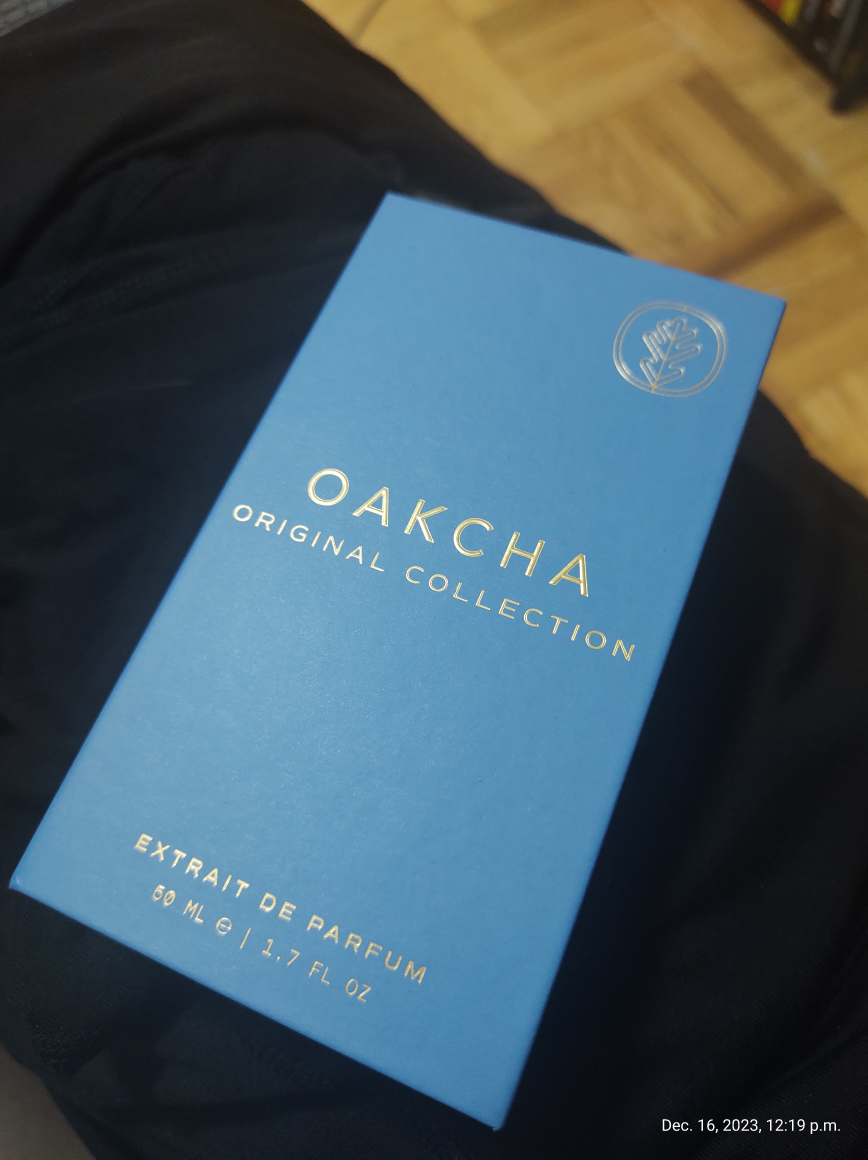 OAKCHA
ORIGINAL COLLECTION
EXTRAIT DE PARFUM
50 ML ℮ | 1.7 FL OZ
Dec. 16, 2023, 12:19 p.m.